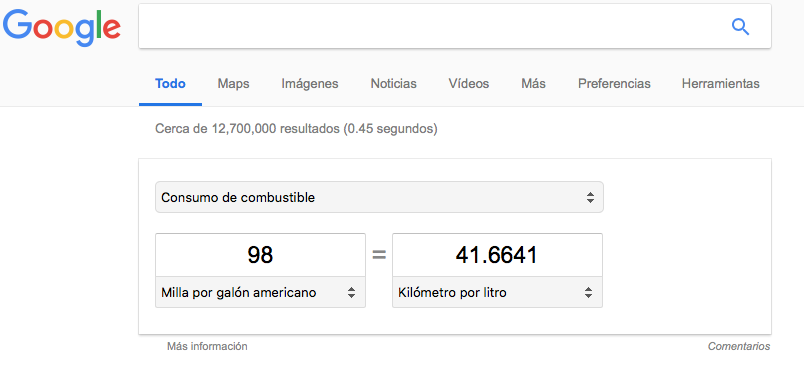 Google
Todo Maps Imágenes Noticias Vídeos Más Preferencias Herramientas
Cerca de 12,700,000 resultados (0.45 segundos)
Consumo de combustible
98 = 41.6641
Milla por galón americano Kilómetro por litro
Más información Comentarios